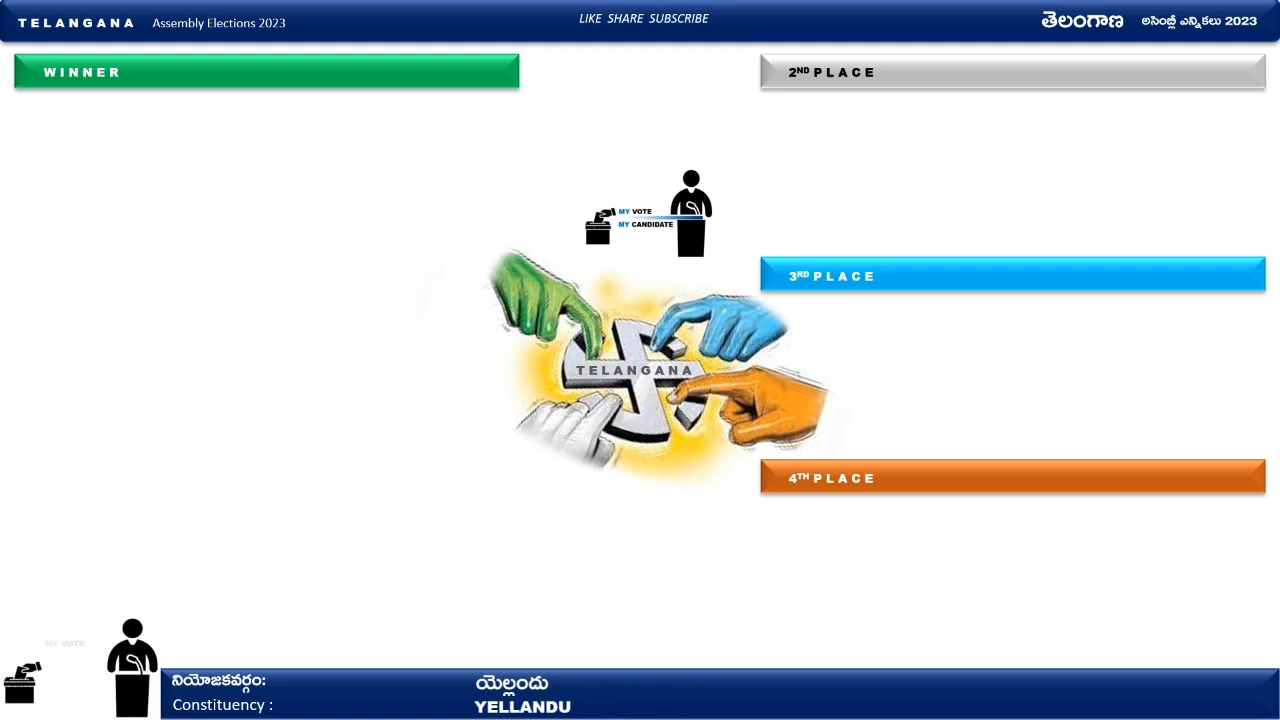 TELANGANA Assembly Elections 2023
LIKE SHARE SUBSCRIBE
తెలంగాణ అసెంబ్లీ ఎన్నికలు 2023
WINNER
2ND PLACE
MY VOTE
MY CANDIDATE
3RD PLACE
TELANGANA
4TH PLACE
MY VOTE
నియోజకవర్గం: యెల్లందు
Constituency : YELLANDU